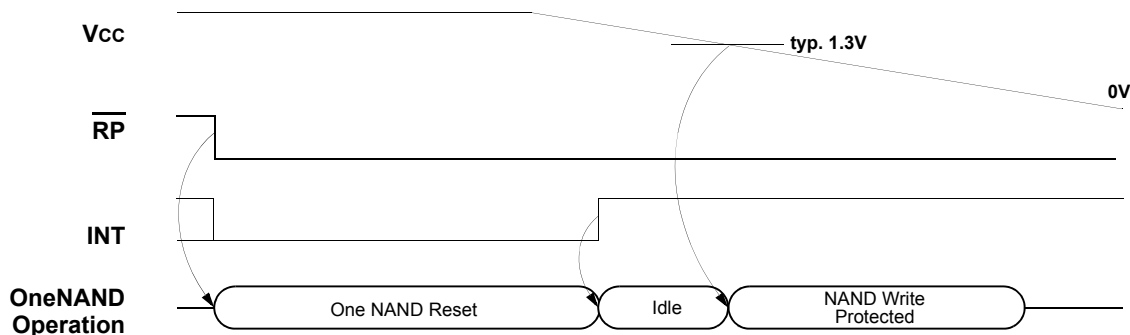 Vcc
typ. 1.3V
0V
RP
INT
OneNAND
Operation
One NAND Reset
Idle
NAND Write
Protected